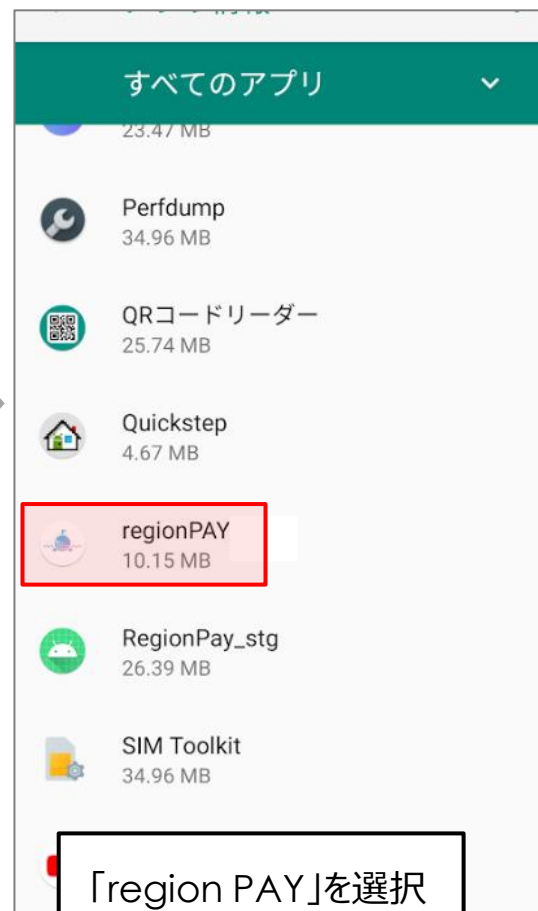 すべてのアプリ
23.47 MB
Perfdump
34.96 MB
QRコードリーダー
25.74 MB
Quickstep
4.67 MB
regionPAY
10.15 MB
RegionPay_stg
26.39 MB
SIM Toolkit
34.96 MB
「region PAY」を選択